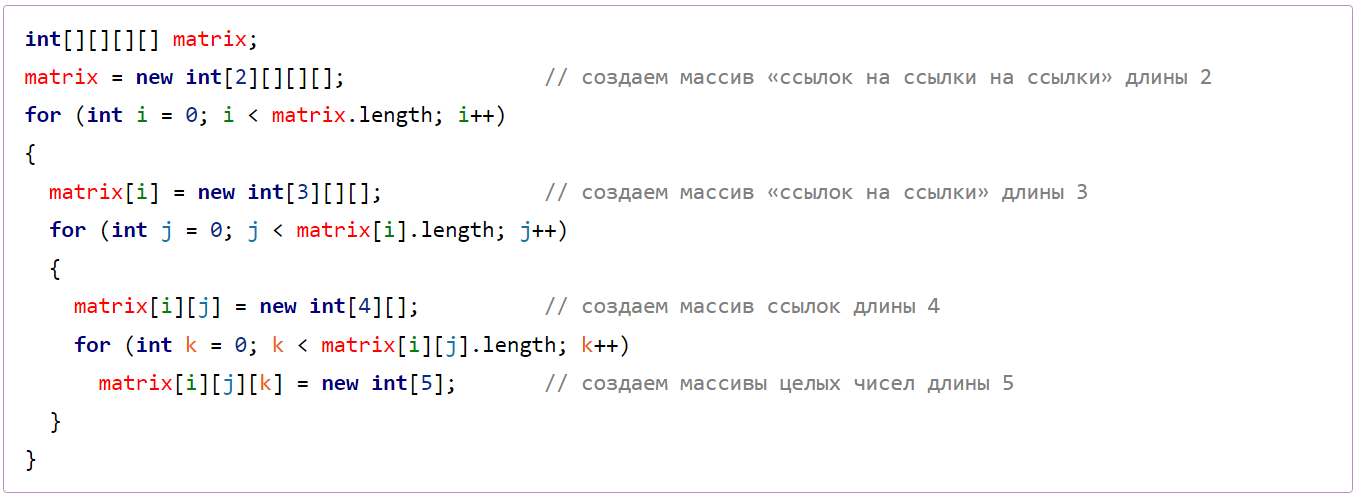 int[][][][] matrix;
matrix = new int[2][][][]; // создаем массив «ссылок на ссылки на ссылки» длины 2
for (int i = 0; i < matrix.length; i++)
{
matrix[i] = new int[3][][]; // создаем массив «ссылок на ссылки» длины 3
for (int j = 0; j < matrix[i].length; j++)
{
matrix[i][j] = new int[4][]; // создаем массив ссылок длины 4
for (int k = 0; k < matrix[i][j].length; k++)
matrix[i][j][k] = new int[5]; // создаем массивы целых чисел длины 5
}
}